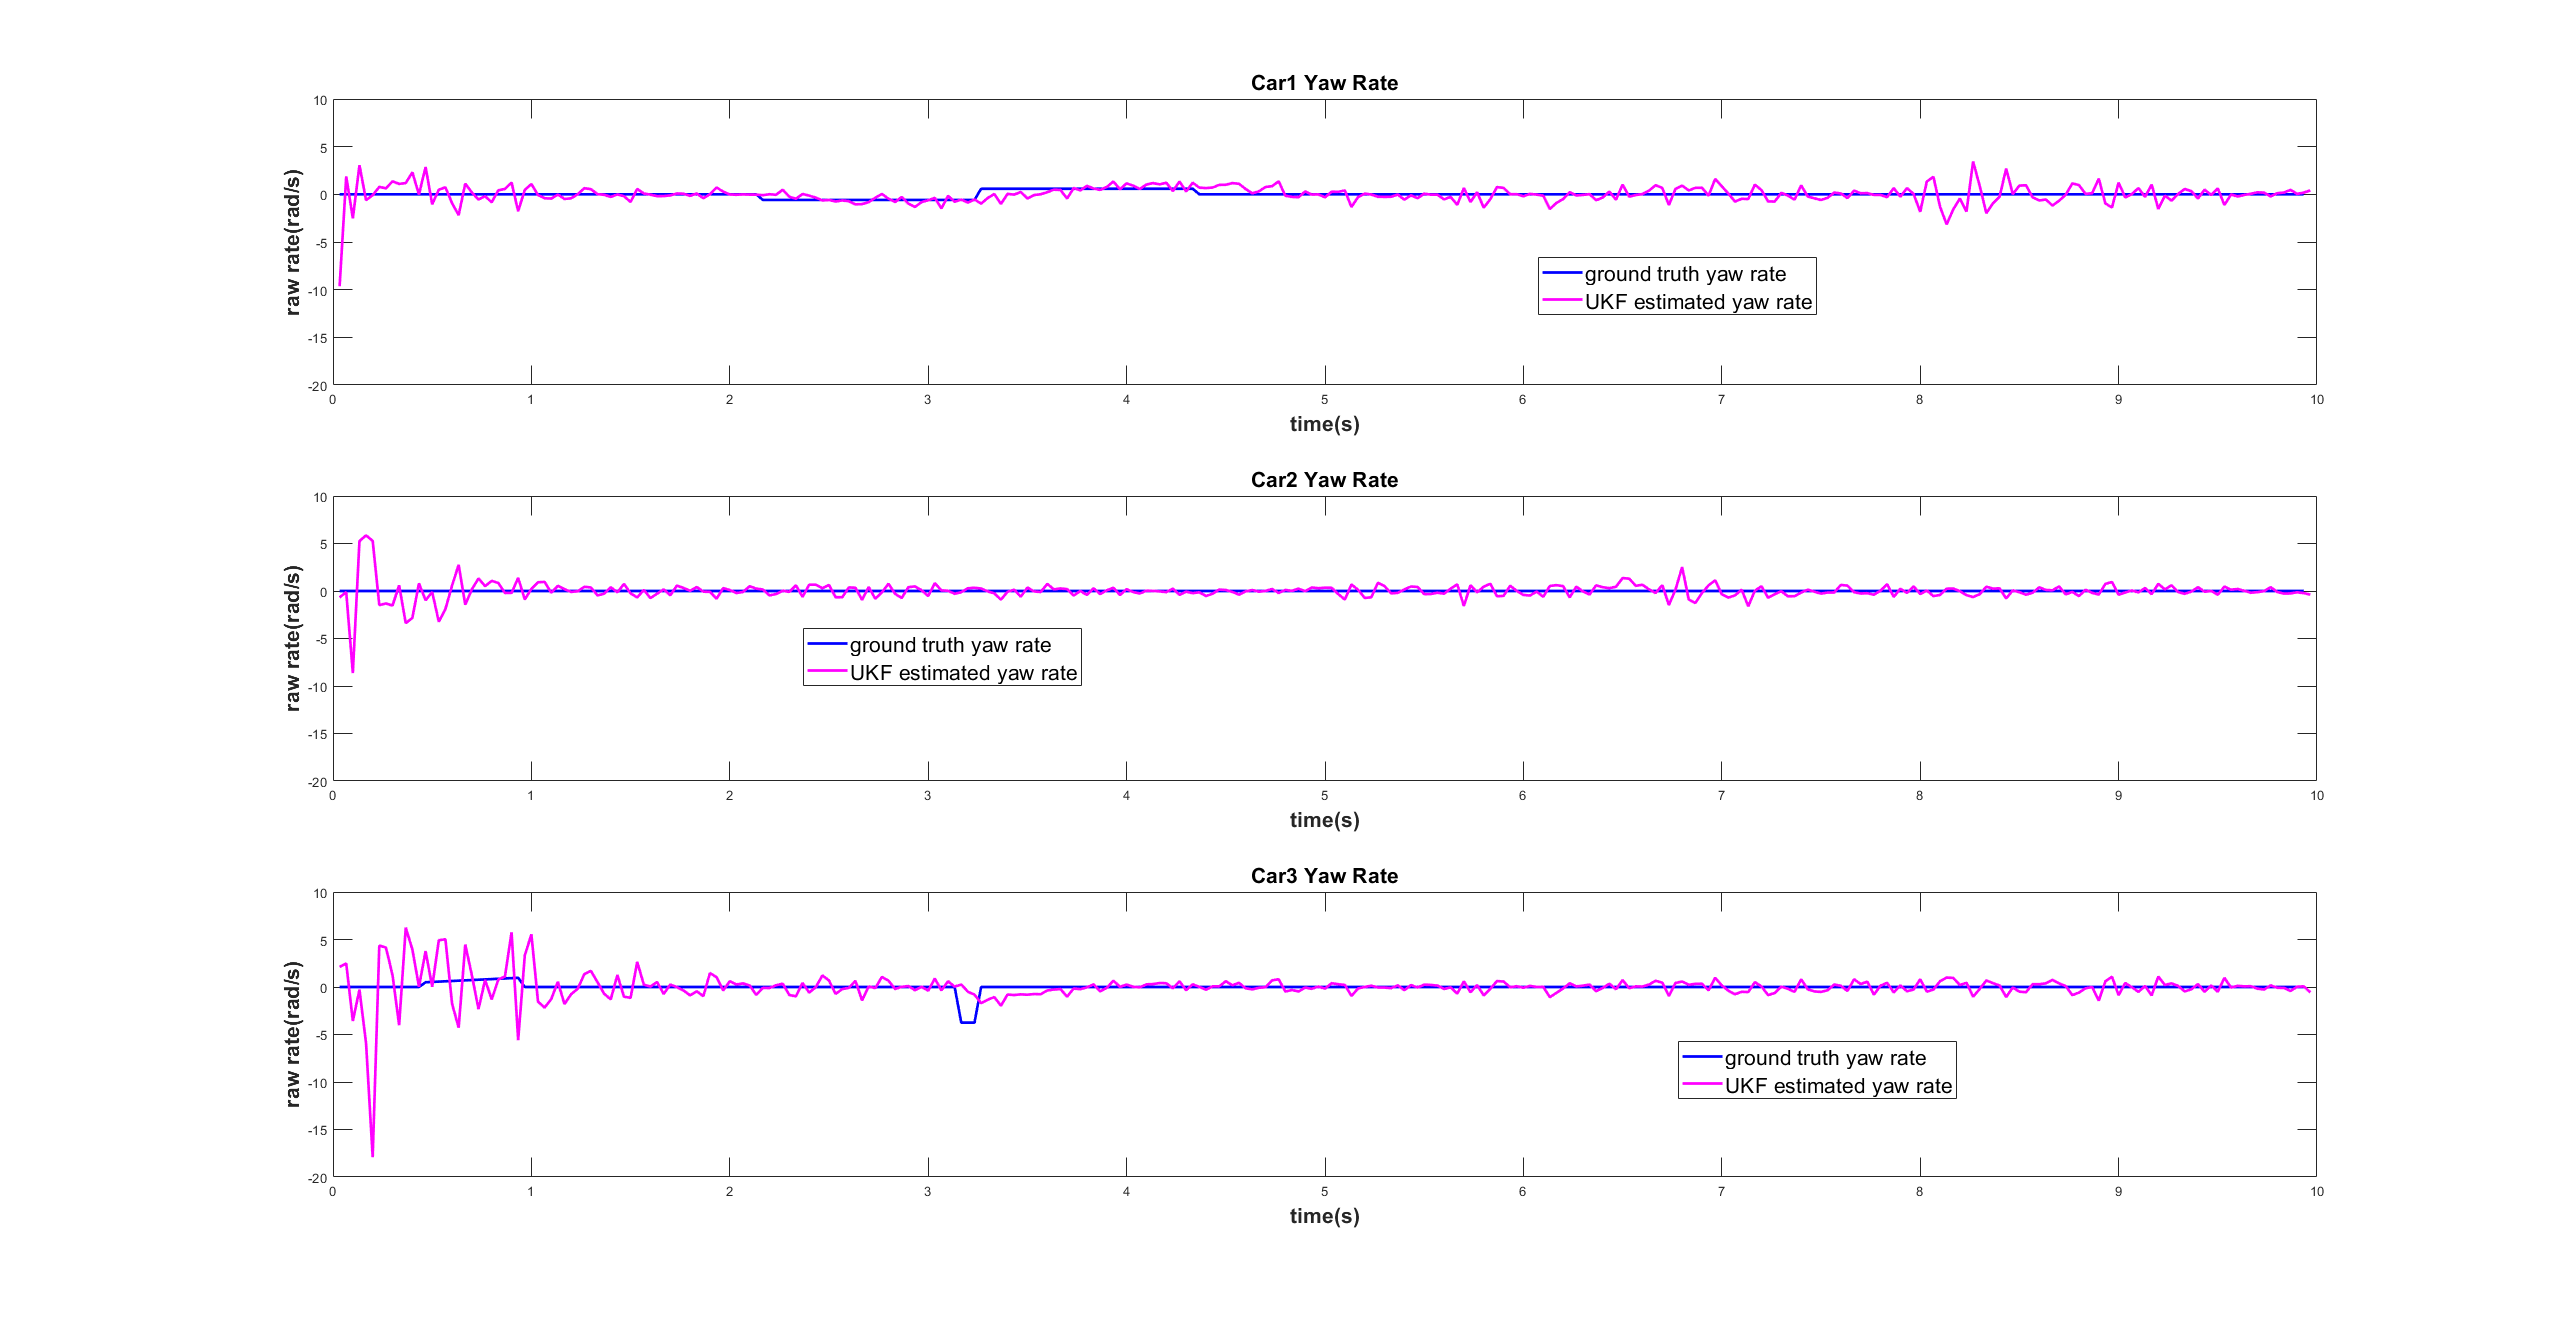 Car1 Yaw Rate
10
5
0
-5
-10
-15
-20
raw rate(rad/s)
ground truth yaw rate
UKF estimated yaw rate
0 1 2 3 4 5 6 7 8 9 10
time(s)
Car2 Yaw Rate
10
5
0
-5
-10
-15
-20
raw rate(rad/s)
ground truth yaw rate
UKF estimated yaw rate
0 1 2 3 4 5 6 7 8 9 10
time(s)
Car3 Yaw Rate
10
5
0
-5
-10
-15
-20
raw rate(rad/s)
ground truth yaw rate
UKF estimated yaw rate
0 1 2 3 4 5 6 7 8 9 10
time(s)